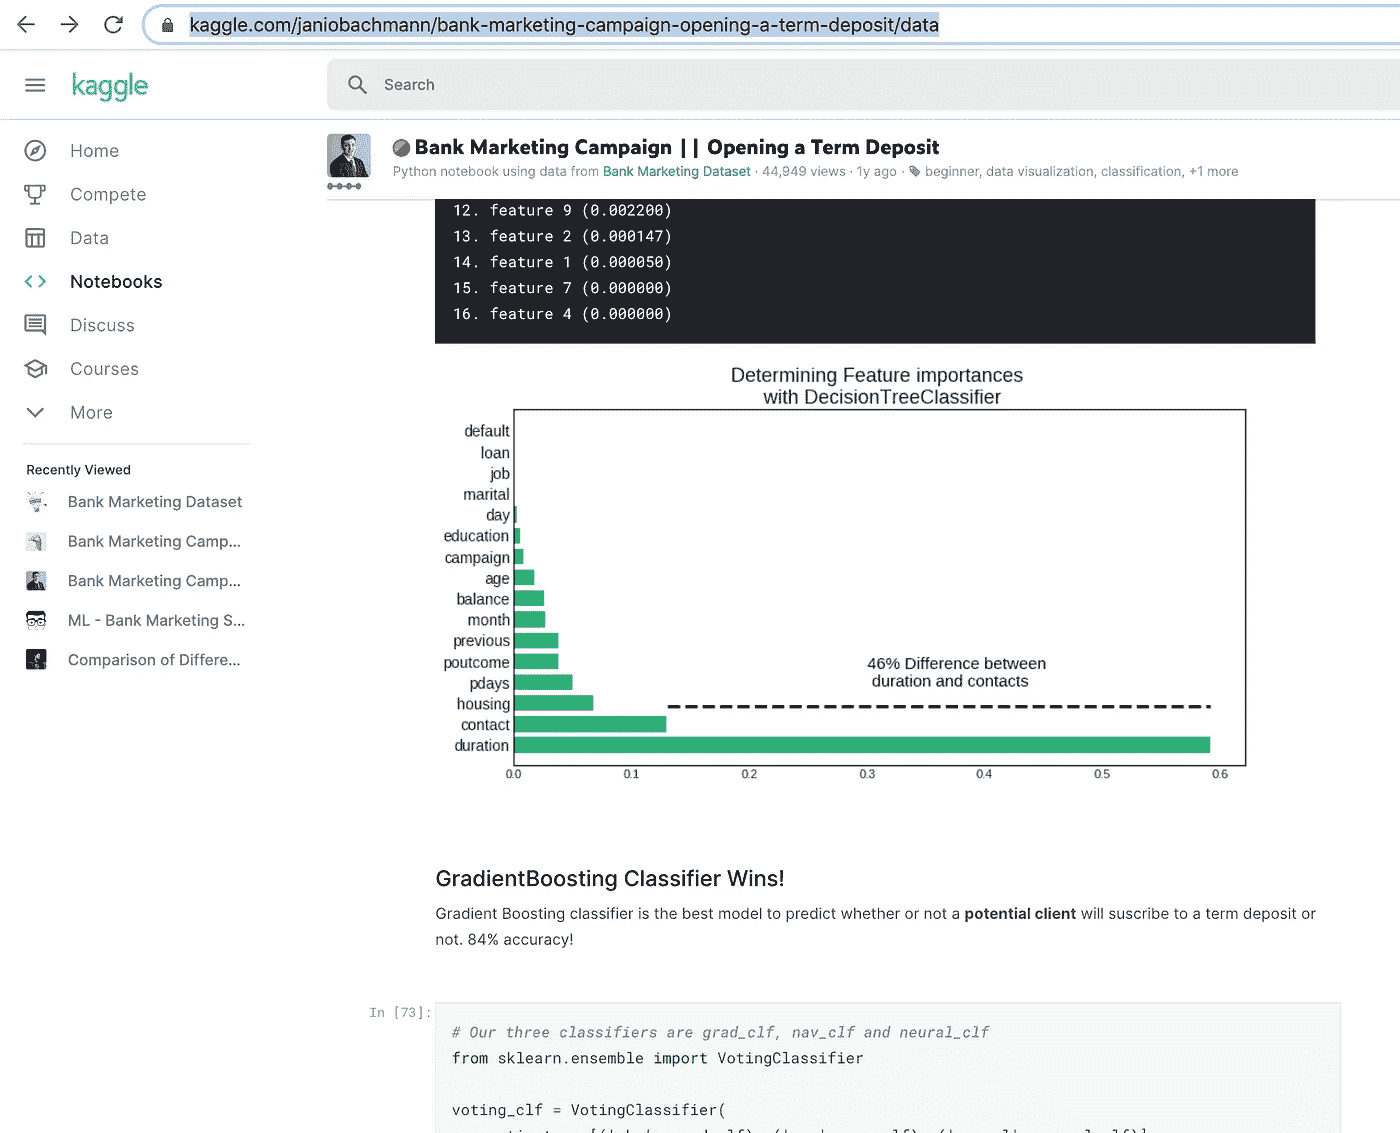 kaggle.com/janiobachmann/bank-marketing-campaign-opening-a-term-deposit/data
kaggle
Search
Home
Compete
Data
Notebooks
Discuss
Courses
More
Recently Viewed
Bank Marketing Dataset
Bank Marketing Camp...
Bank Marketing Camp...
ML - Bank Marketing S...
Comparison of Differe...
Bank Marketing Campaign || Opening a Term Deposit
Python notebook using data from Bank Marketing Dataset · 44,949 views · 1y ago · beginner, data visualization, classification, +1 more
12. feature 9 (0.002200)
13. feature 2 (0.000147)
14. feature 1 (0.000050)
15. feature 7 (0.000000)
16. feature 4 (0.000000)
Determining Feature importances
with DecisionTreeClassifier
default
loan
job
marital
day
education
campaign
age
balance
month
previous
poutcome
pdays
housing
contact
duration
46% Difference between
duration and contacts
0.0 0.1 0.2 0.3 0.4 0.5 0.6
GradientBoosting Classifier Wins!
Gradient Boosting classifier is the best model to predict whether or not a potential client will suscribe to a term deposit or
not. 84% accuracy!
In [73]:
# Our three classifiers are grad_clf, nav_clf and neural_clf
from sklearn.ensemble import VotingClassifier
voting_clf = VotingClassifier(